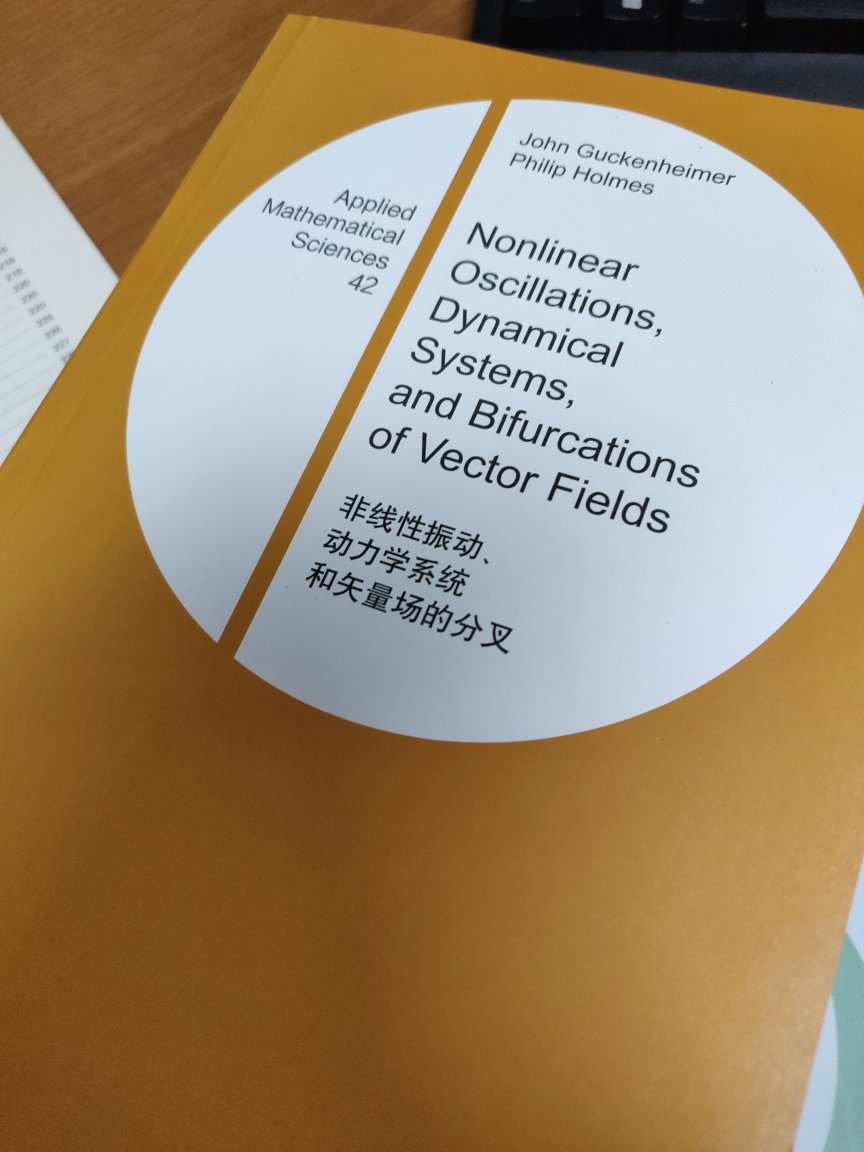 John Guckenheimer
Philip Holmes
Applied
Mathematical
Sciences
42
Nonlinear
Oscillations,
Dynamical
Systems,
and Bifurcations
of Vector Fields
非线性振动、
动力学系统
和矢量场的分叉